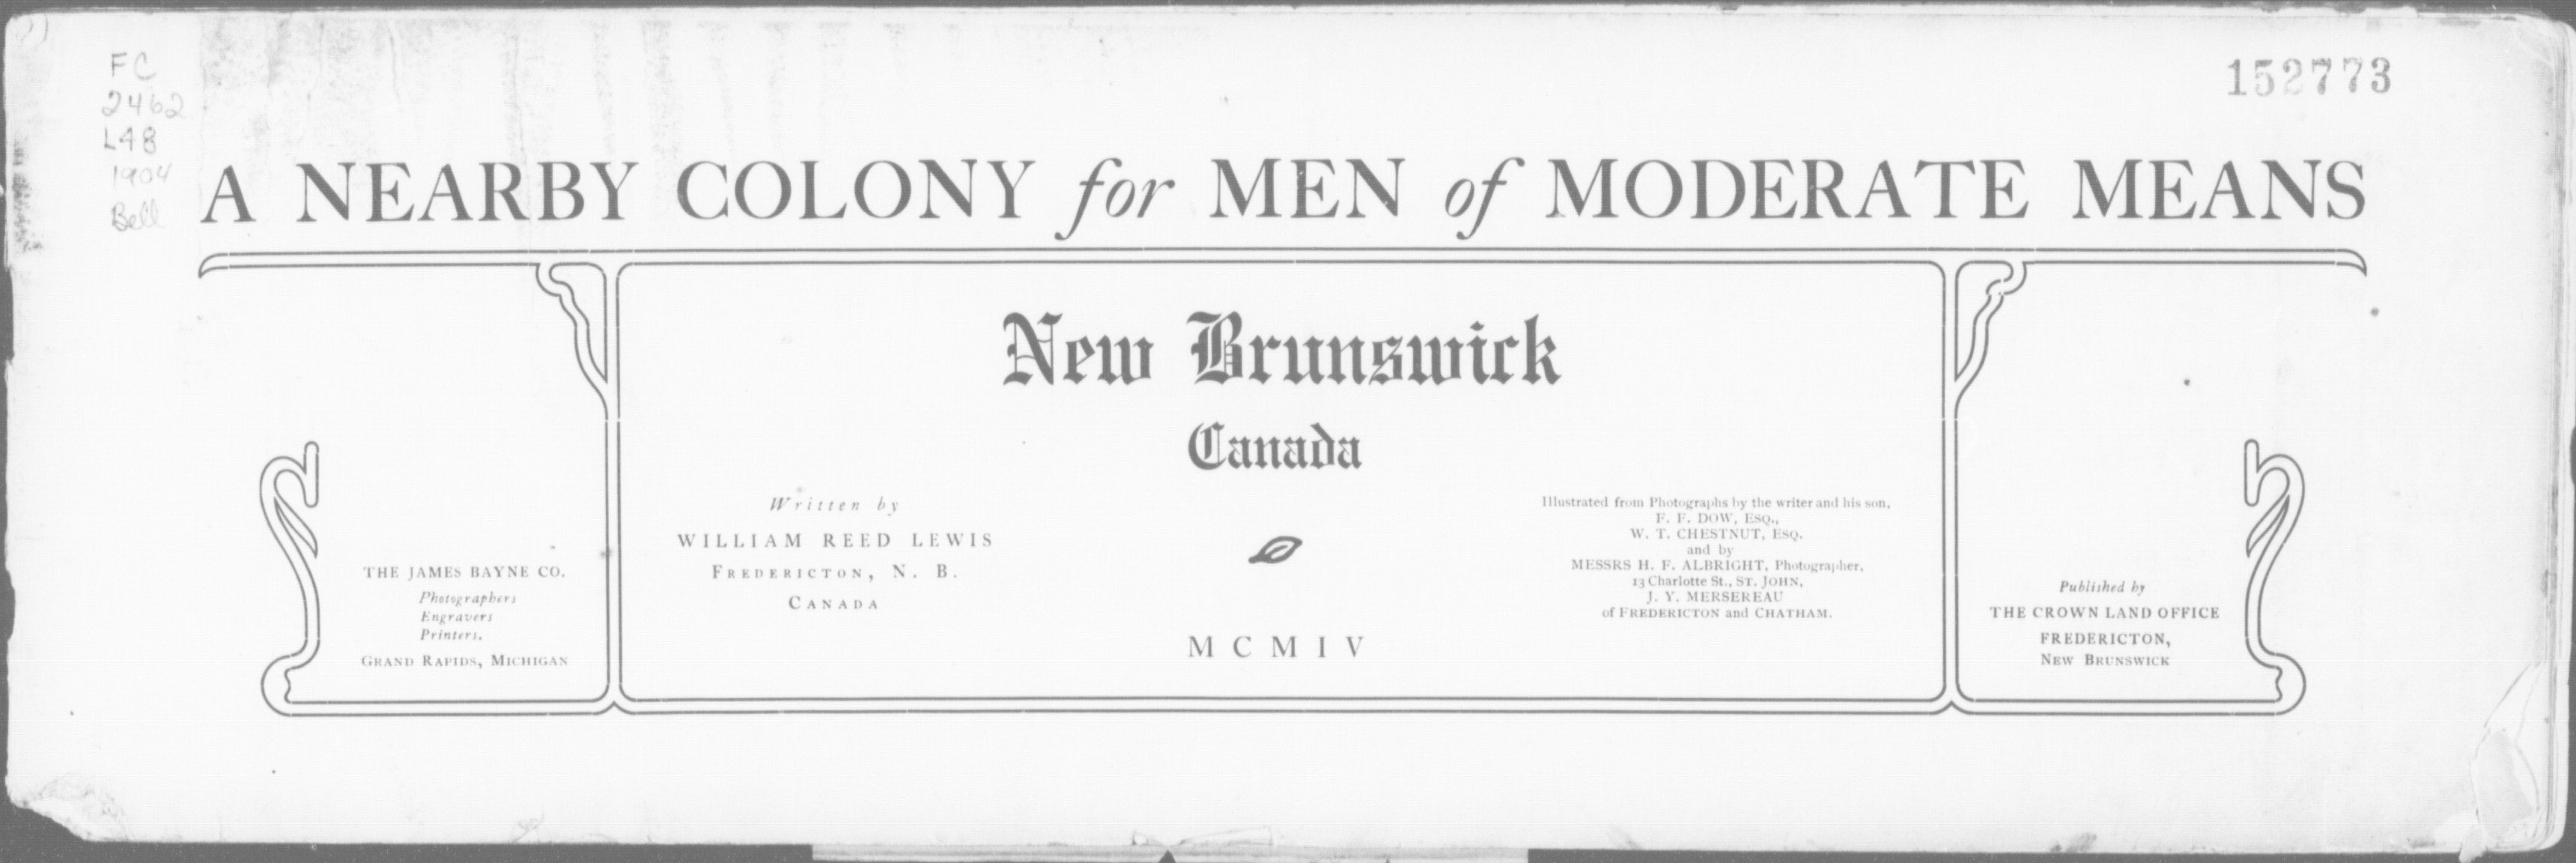 FC
2462
L48
1904
Bell
152773
A NEARBY COLONY for MEN of MODERATE MEANS
New Brunswick
Canada
Written by
WILLIAM REED LEWIS
FREDERICTON, N. B.
CANADA
MCMIV
Illustrated from Photographs by the writer and his son,
F. F. DOW, ESQ.,
W. T. CHESTNUT, ESQ.
and by
MESSRS H. F. ALBRIGHT, Photographer,
13 Charlotte St., ST. JOHN,
J. Y. MERSEREAU
of FREDERICTON and CHATHAM.
THE JAMES BAYNE CO.
Photographers
Engravers
Printers.
GRAND RAPIDS, MICHIGAN
Published by
THE CROWN LAND OFFICE
FREDERICTON,
NEW BRUNSWICK